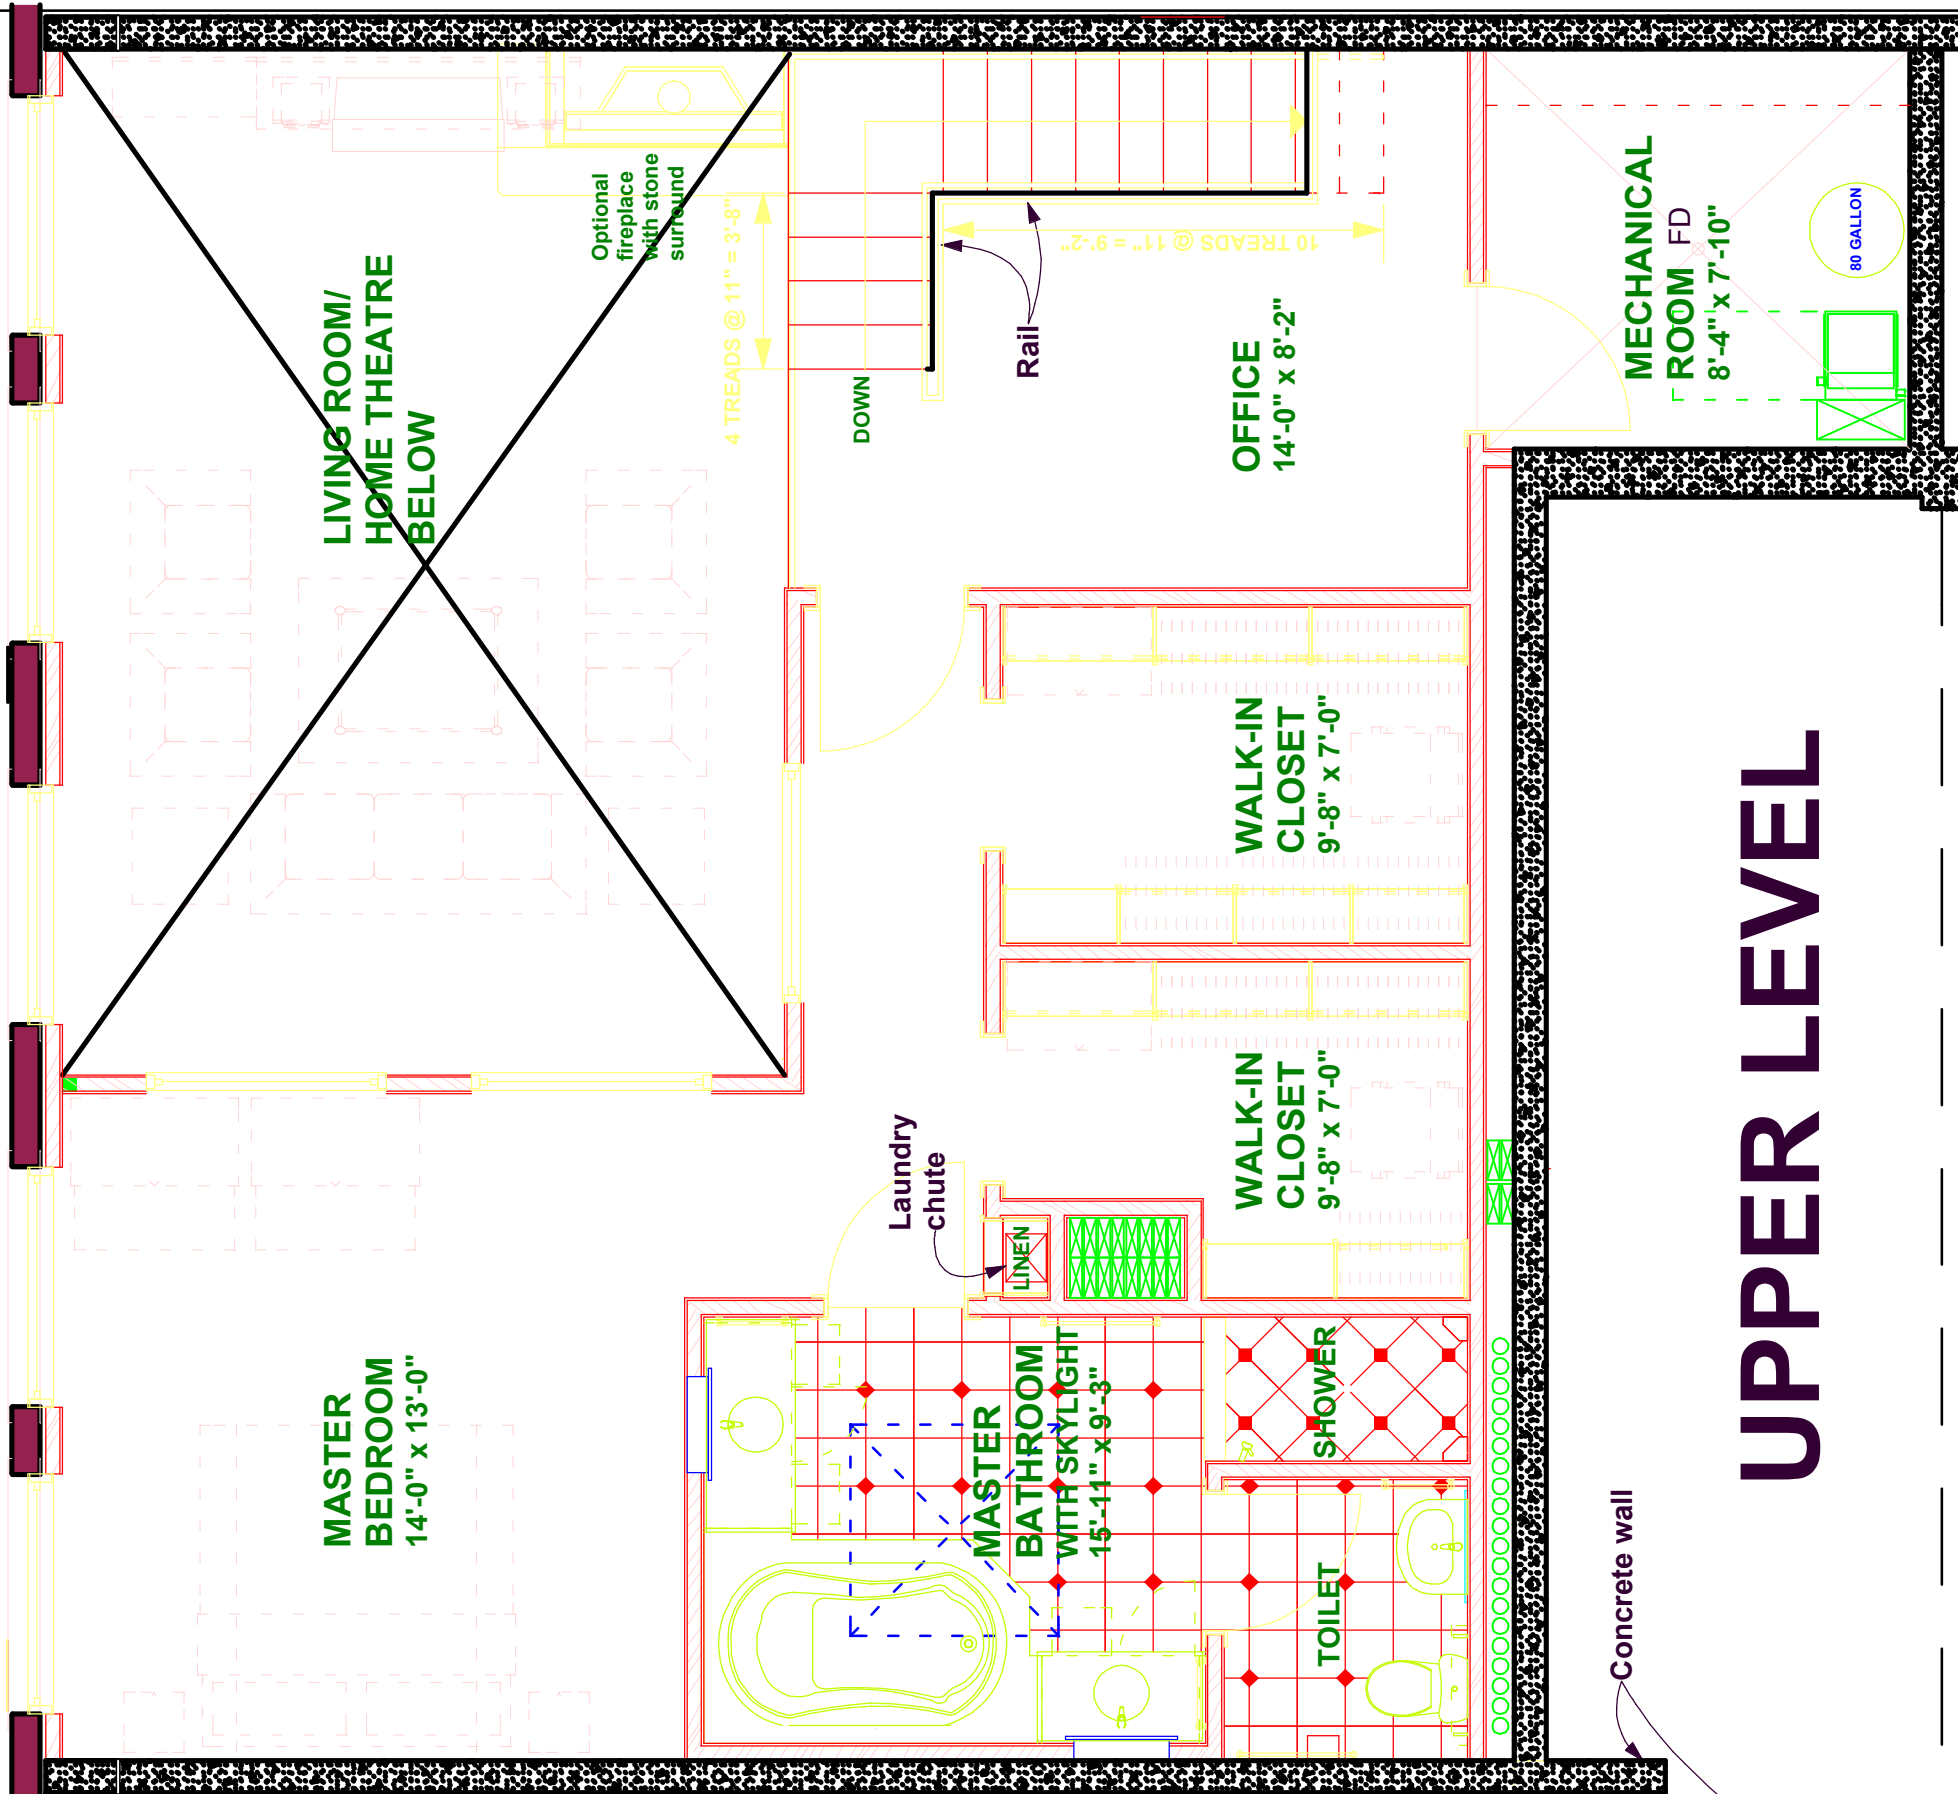 LIVING ROOM/
HOME THEATRE
BELOW
Optional
fireplace
with stone
surround
4 TREADS @ 11" = 3'-8"
DOWN
10 TREADS @ 11" = 9'-2"
Rail
OFFICE
14'-0" x 8'-2"
MECHANICAL
ROOM
8'-4" x 7'-10"
FD
80 GALLON
WALK-IN
CLOSET
9'-8" x 7'-0"
WALK-IN
CLOSET
9'-8" x 7'-0"
Laundry
chute
LINEN
MASTER
BEDROOM
14'-0" x 13'-0"
MASTER
BATHROOM
WITH SKYLIGHT
15'-11" x 9'-3"
SHOWER
TOILET
UPPER LEVEL
Concrete wall